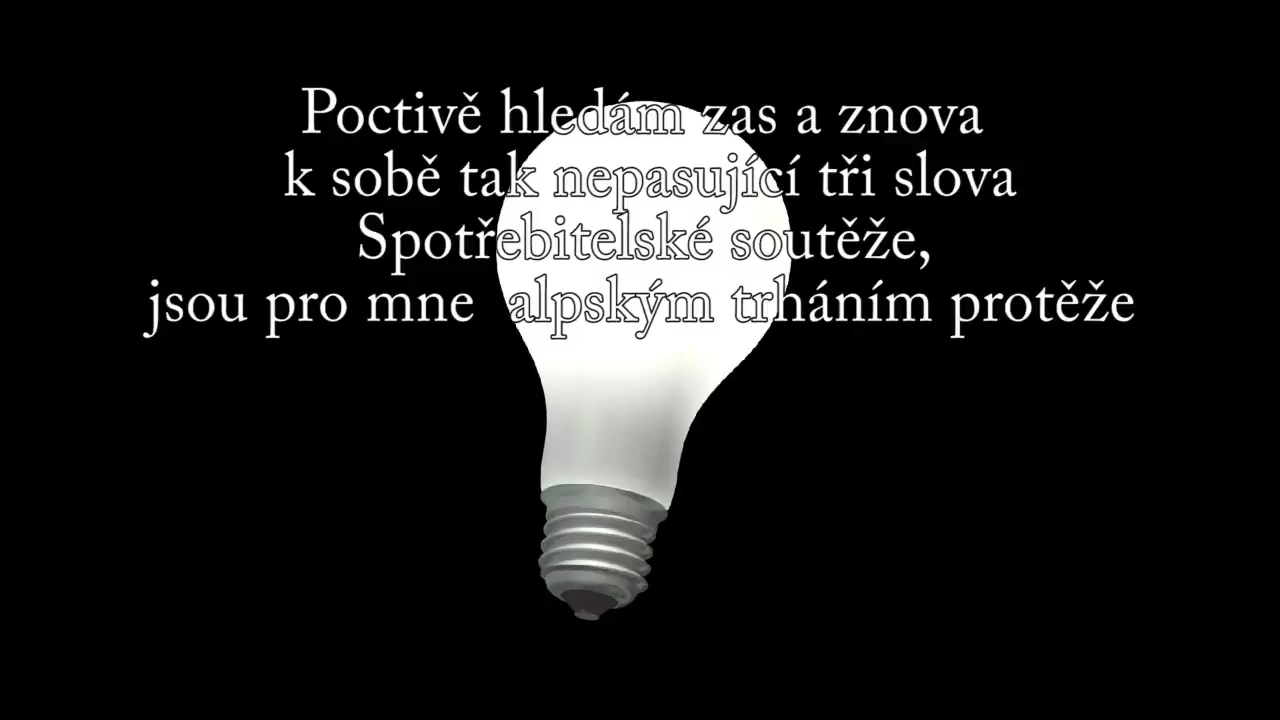 Poctivě hledám zas a znova
k sobě tak nepasující tři slova
Spotřebitelské soutěže,
jsou pro mne alpským trháním protěže